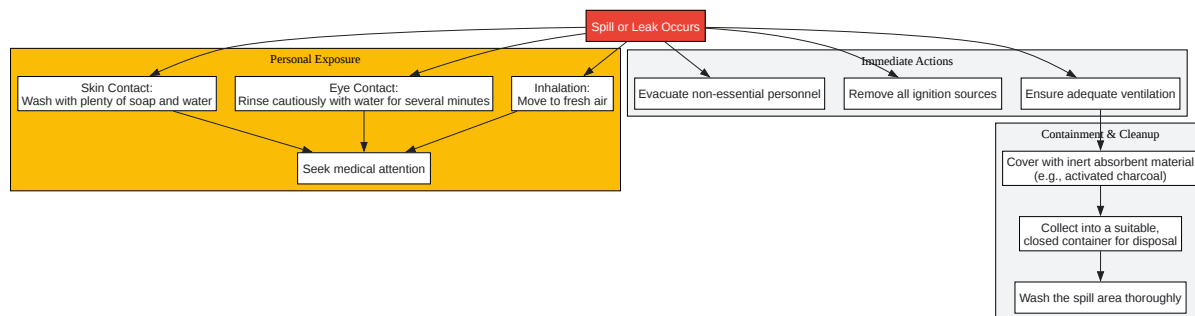 Spill or Leak Occurs
Personal Exposure
Skin Contact:
Wash with plenty of soap and water
Eye Contact:
Rinse cautiously with water for several minutes
Inhalation:
Move to fresh air
Seek medical attention
Immediate Actions
Evacuate non-essential personnel
Remove all ignition sources
Ensure adequate ventilation
Containment & Cleanup
Cover with inert absorbent material
(e.g., activated charcoal)
Collect into a suitable,
closed container for disposal
Wash the spill area thoroughly